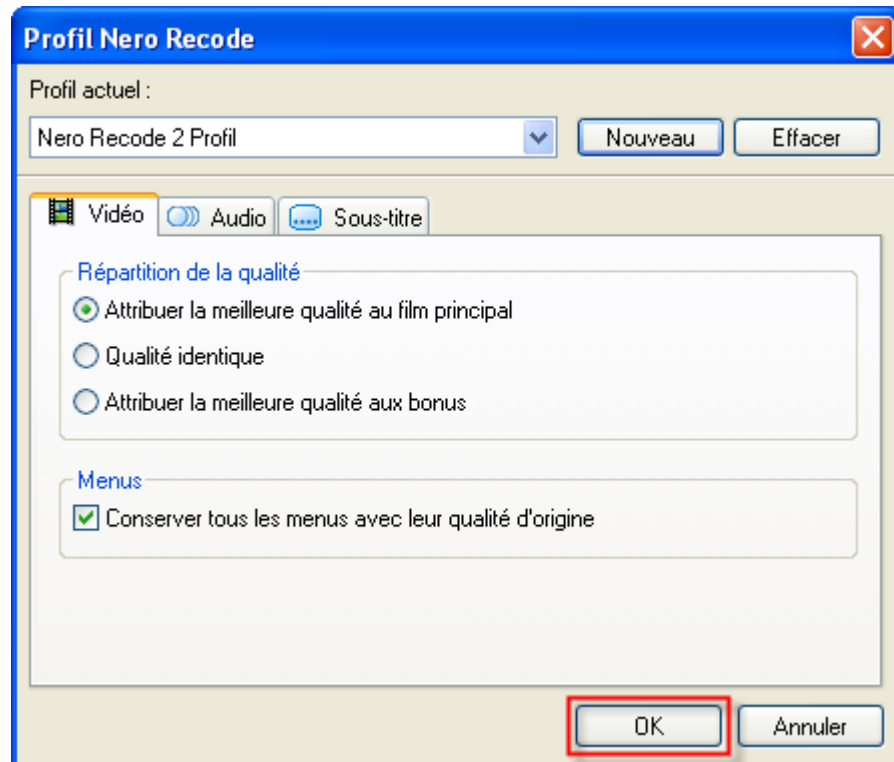 Profil Nero Recode
Profil actuel :
Nero Recode 2 Profil
Nouveau
Effacer
Vidéo
Audio
Sous-titre
Répartition de la qualité
Attribuer la meilleure qualité au film principal
Qualité identique
Attribuer la meilleure qualité aux bonus
Menus
Conserver tous les menus avec leur qualité d'origine
OK
Annuler